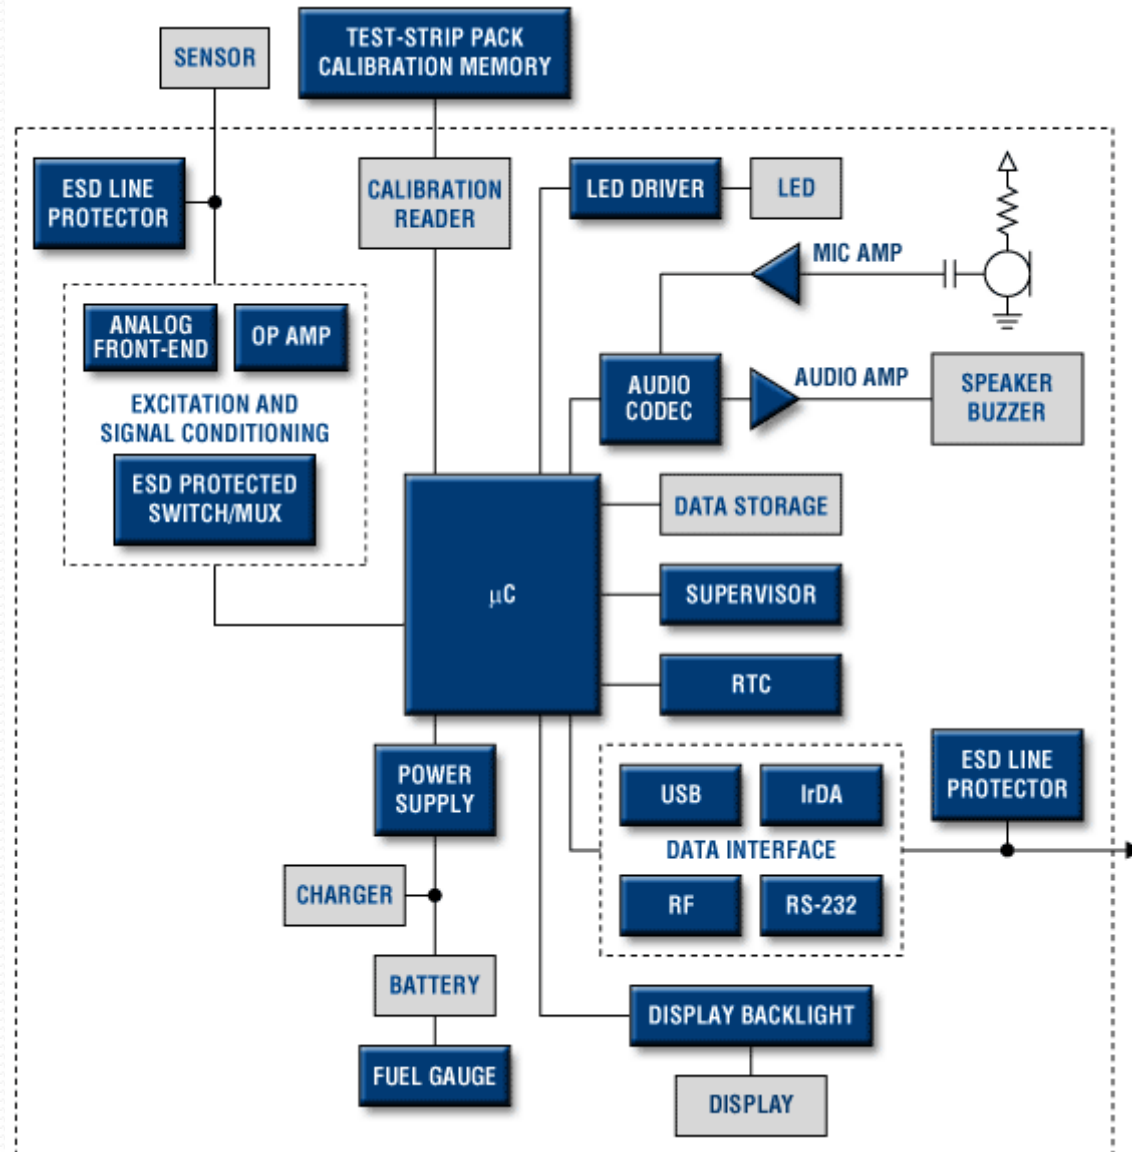 TEST-STRIP PACK
CALIBRATION MEMORY
SENSOR
ESD LINE
PROTECTOR
CALIBRATION
READER
LED DRIVER
LED
MIC AMP
ANALOG
FRONT-END
OP AMP
EXCITATION AND
SIGNAL CONDITIONING
ESD PROTECTED
SWITCH/MUX
AUDIO
CODEC
AUDIO AMP
SPEAKER
BUZZER
μC
DATA STORAGE
SUPERVISOR
RTC
POWER
SUPPLY
USB
IrDA
DATA INTERFACE
RF
RS-232
ESD LINE
PROTECTOR
CHARGER
BATTERY
FUEL GAUGE
DISPLAY BACKLIGHT
DISPLAY